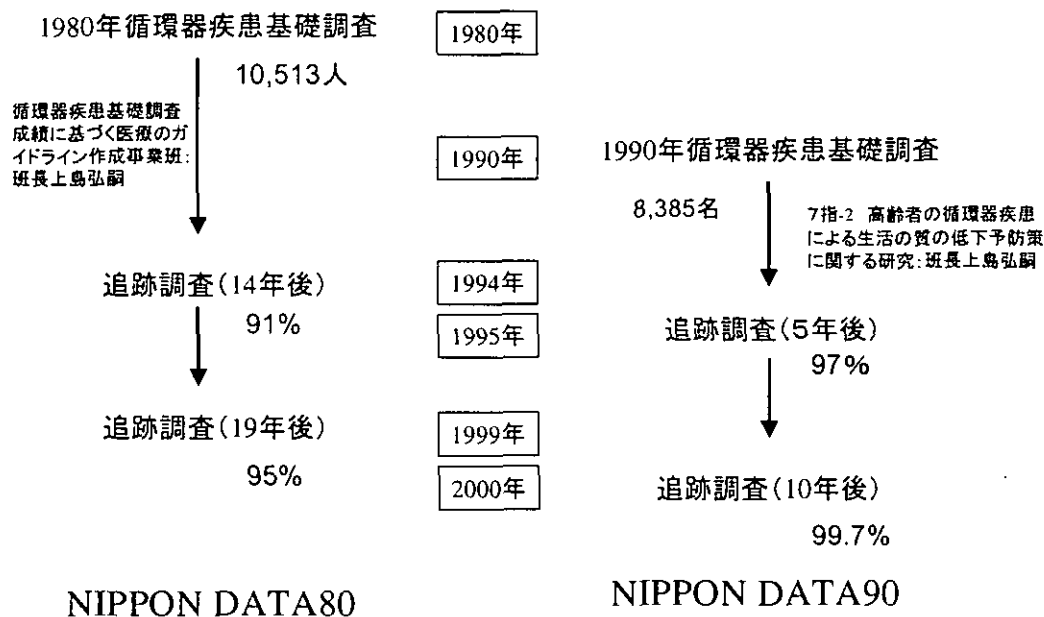 1980年循環器疾患基礎調査
10,513人
循環器疾患基礎調査
成績に基づく医療のガ
イドライン作成事業班:
班長上島弘嗣
追跡調査(14年後)
91%
追跡調査(19年後)
95%
NIPPON DATA80
1980年
1990年
1994年
1995年
1999年
2000年
1990年循環器疾患基礎調査
8,385名
7指-2 高齢者の循環器疾患
による生活の質の低下予防策
に関する研究:班長上島弘嗣
追跡調査(5年後)
97%
追跡調査(10年後)
99.7%
NIPPON DATA90